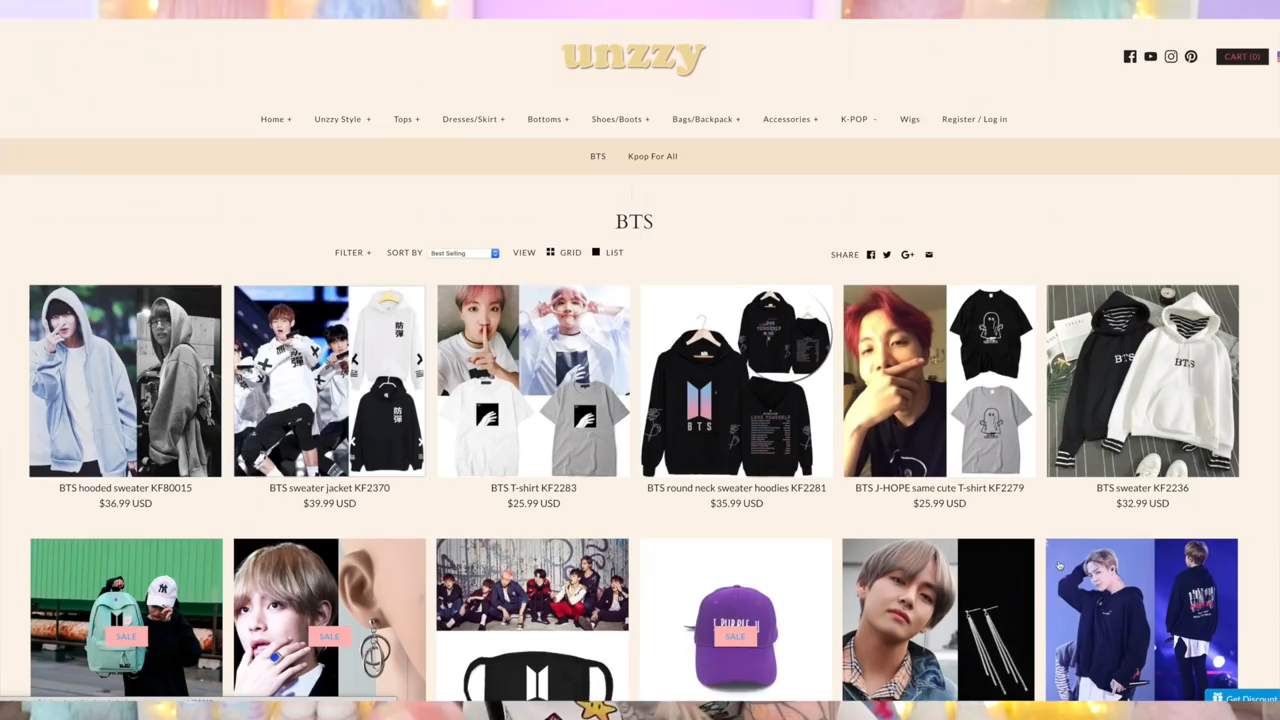 unzzy
CART (0)
Home + Unzzy Style + Tops + Dresses/Skirt + Bottoms + Shoes/Boots + Bags/Backpack + Accessories + K-POP - Wigs Register / Log in
BTS Kpop For All
BTS
FILTER + SORT BY Best Selling VIEW GRID LIST SHARE
防
彈
防
彈
BTS
BTS
BTS
BTS hooded sweater KF80015
$36.99 USD
BTS sweater jacket KF2370
$39.99 USD
BTS T-shirt KF2283
$25.99 USD
BTS round neck sweater hoodies KF2281
$35.99 USD
BTS J-HOPE same cute T-shirt KF2279
$25.99 USD
BTS sweater KF2236
$32.99 USD
SALE
SALE
SALE
Get Discount